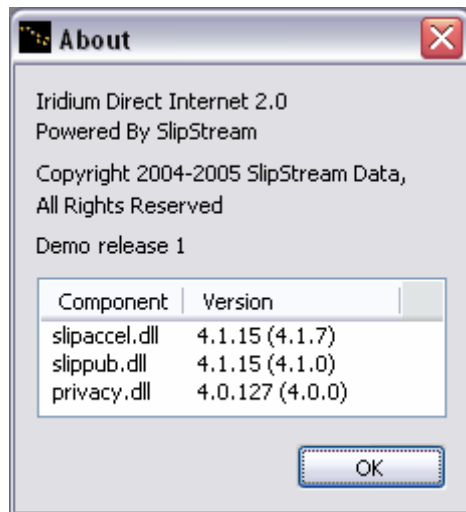 About
Iridium Direct Internet 2.0
Powered By SlipStream
Copyright 2004-2005 SlipStream Data,
All Rights Reserved
Demo release 1
Component Version
slipaccel.dll 4.1.15 (4.1.7)
slippub.dll 4.1.15 (4.1.0)
privacy.dll 4.0.127 (4.0.0)
OK